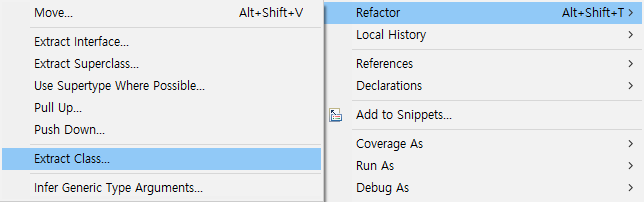 Move... Alt+Shift+V
Extract Interface...
Extract Superclass...
Use Supertype Where Possible...
Pull Up...
Push Down...
Extract Class...
Infer Generic Type Arguments...
Refactor Alt+Shift+T >
Local History >
References >
Declarations >
Add to Snippets...
Coverage As >
Run As >
Debug As >